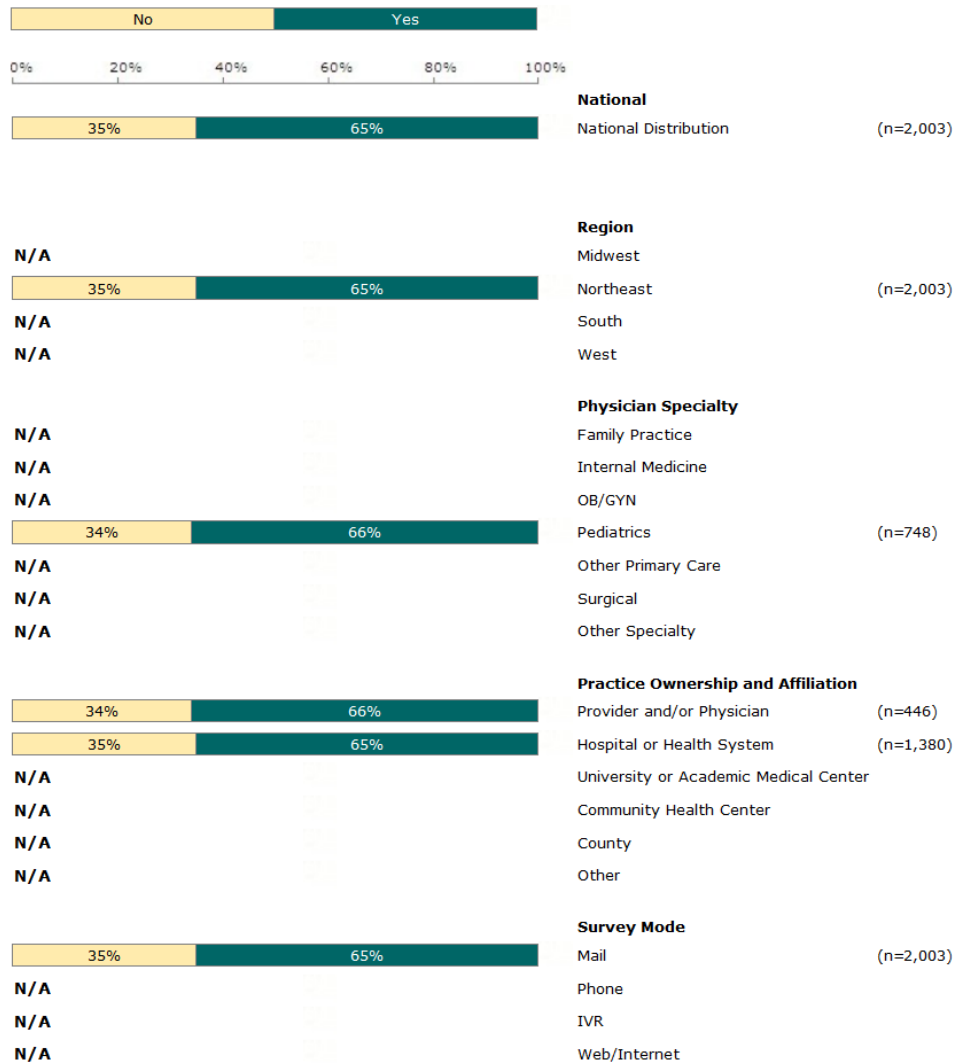 No Yes
0% 20% 40% 60% 80% 100%
National
35% 65% National Distribution (n=2,003)
Region
N/A Midwest
35% 65% Northeast (n=2,003)
N/A South
N/A West
Physician Specialty
N/A Family Practice
N/A Internal Medicine
N/A OB/GYN
34% 66% Pediatrics (n=748)
N/A Other Primary Care
N/A Surgical
N/A Other Specialty
Practice Ownership and Affiliation
34% 66% Provider and/or Physician (n=446)
35% 65% Hospital or Health System (n=1,380)
N/A University or Academic Medical Center
N/A Community Health Center
N/A County
N/A Other
Survey Mode
35% 65% Mail (n=2,003)
N/A Phone
N/A IVR
N/A Web/Internet